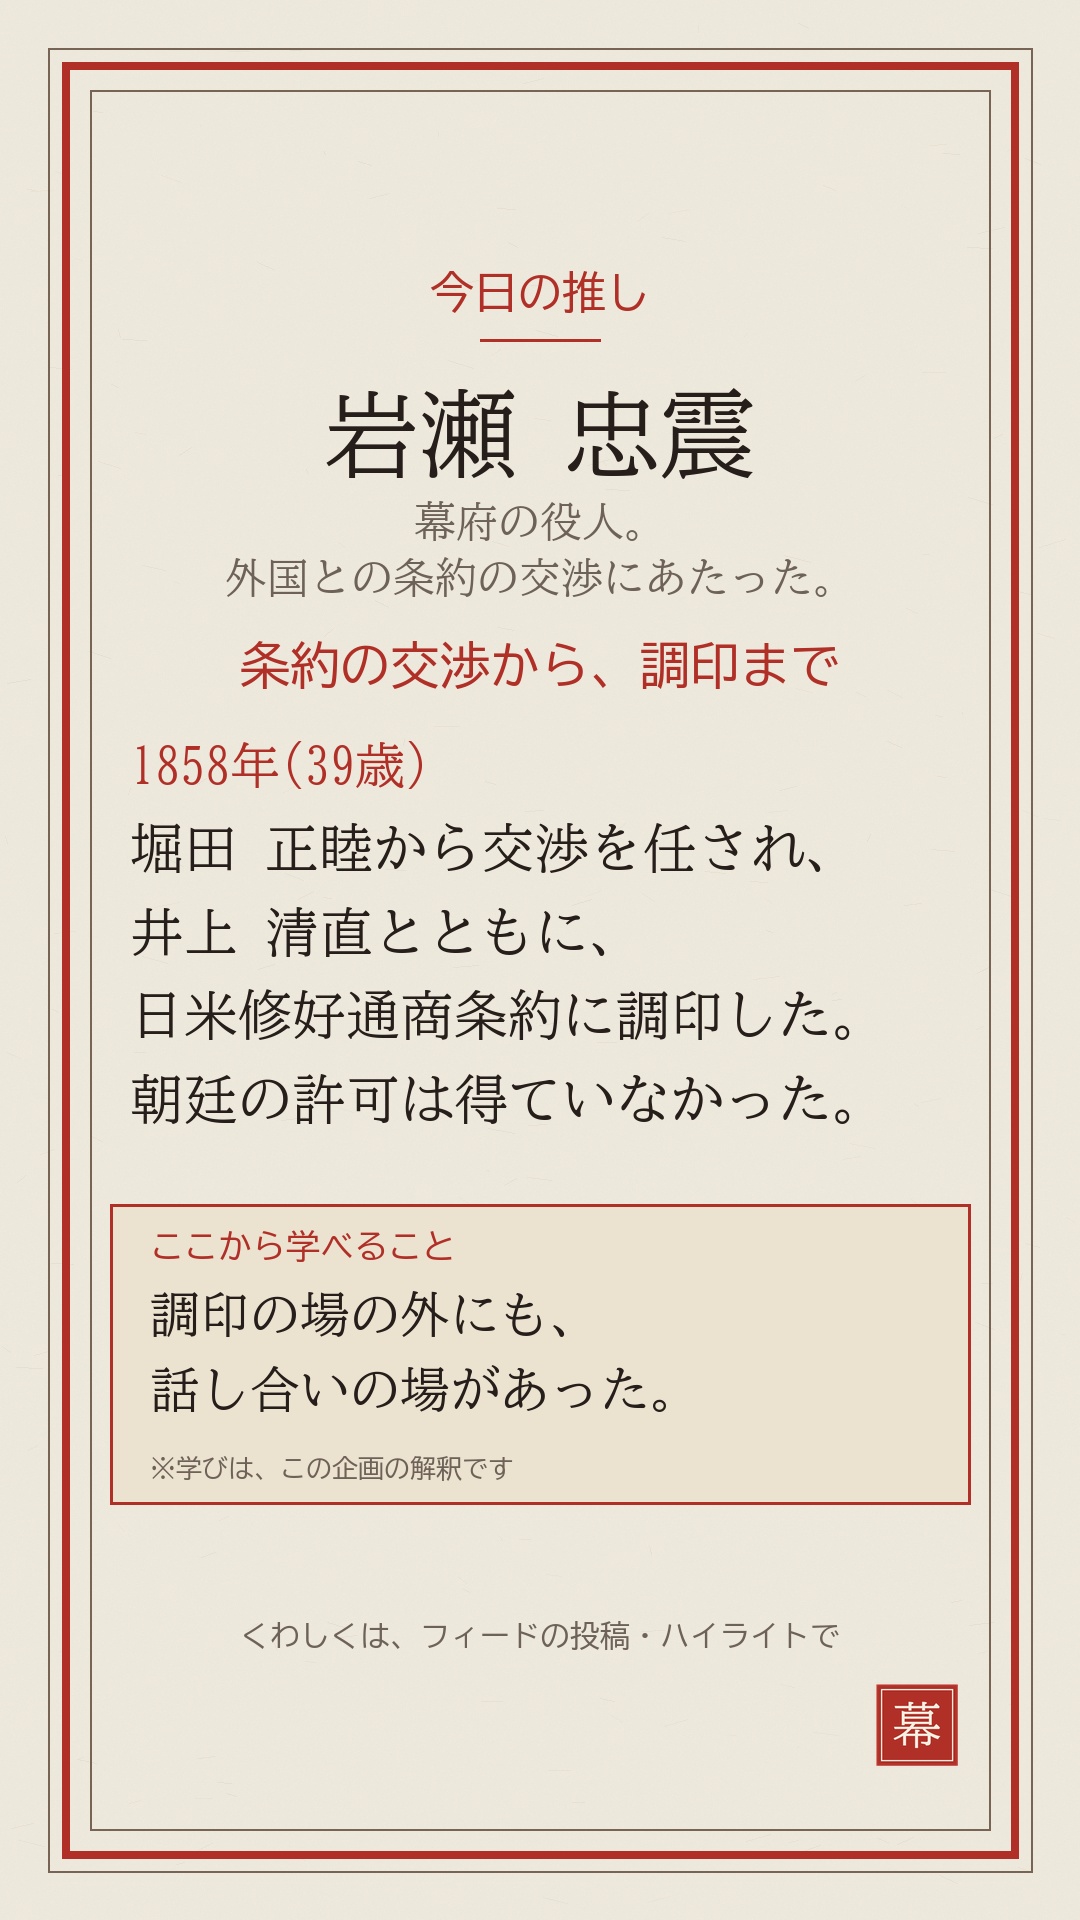 今日の推し
岩瀬 忠震
幕府の役人。
外国との条約の交渉にあたった。
条約の交渉から、調印まで
1858年(39歳)
堀田 正睦から交渉を任され、
井上 清直とともに、
日米修好通商条約に調印した。
朝廷の許可は得ていなかった。
ここから学べること
調印の場の外にも、
話し合いの場があった。
※学びは、この企画の解釈です
くわしくは、フィードの投稿・ハイライトで
幕